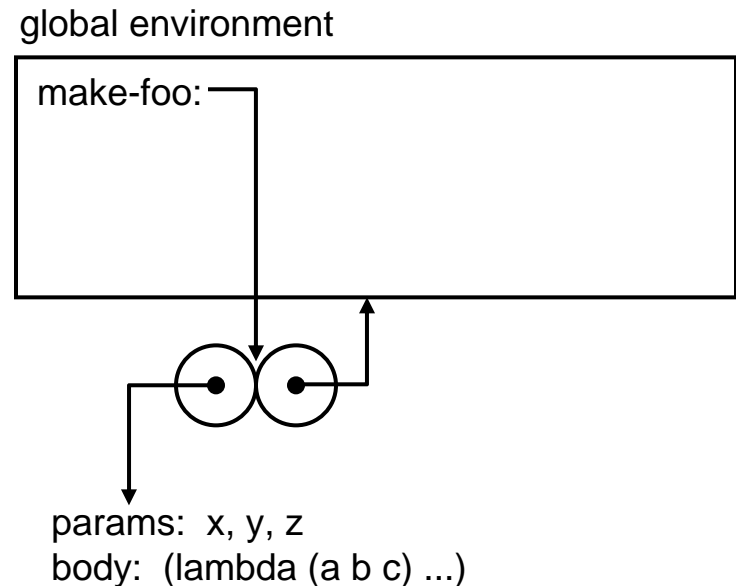 global environment
make-foo:
params: x, y, z
body: (lambda (a b c) ...)